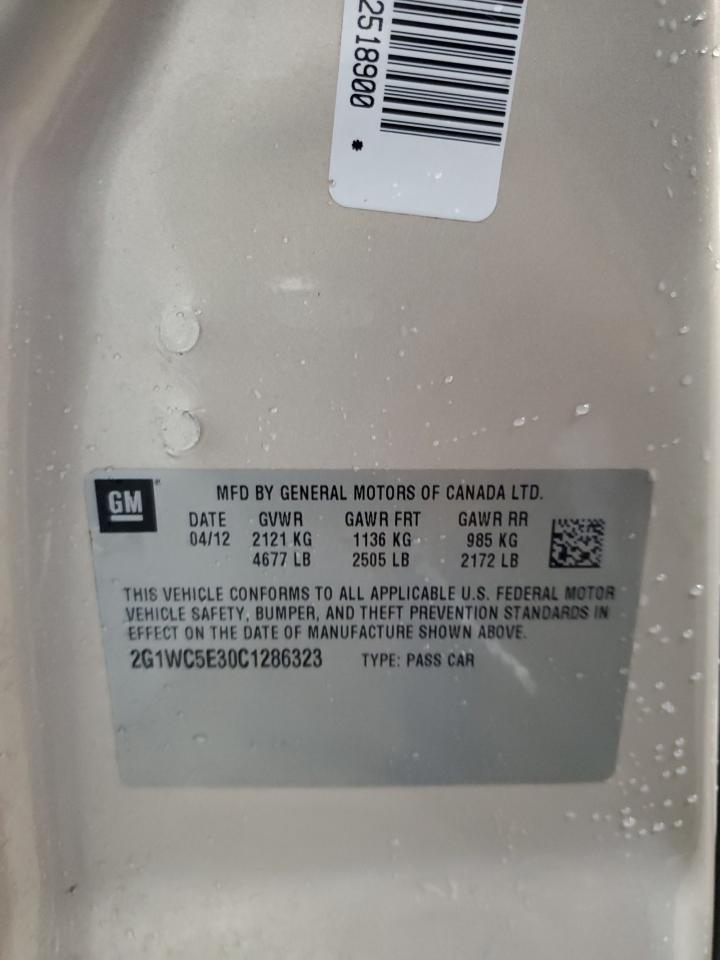 2518900 *
GM
MFD BY GENERAL MOTORS OF CANADA LTD.
DATE GVWR GAWR FRT GAWR RR
04/12 2121 KG 1136 KG 985 KG
4677 LB 2505 LB 2172 LB
THIS VEHICLE CONFORMS TO ALL APPLICABLE U.S. FEDERAL MOTOR
VEHICLE SAFETY, BUMPER, AND THEFT PREVENTION STANDARDS IN
EFFECT ON THE DATE OF MANUFACTURE SHOWN ABOVE.
2G1WC5E30C1286323 TYPE: PASS CAR